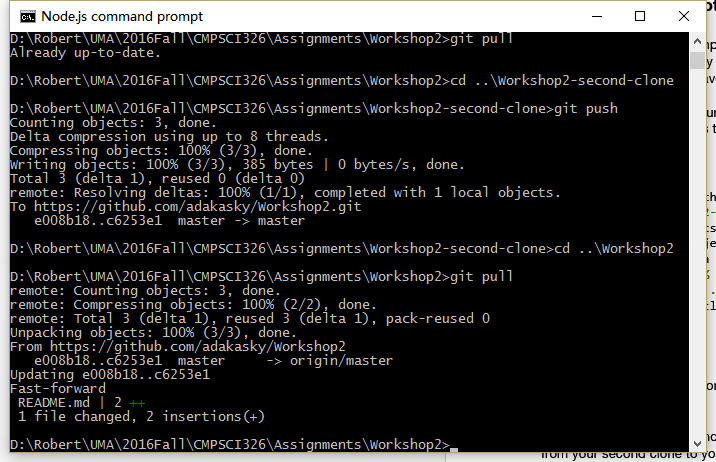 Node.js command prompt
D:\Robert\UMA\2016Fall\CMPSCI326\Assignments\Workshop2>git pull
Already up-to-date.
D:\Robert\UMA\2016Fall\CMPSCI326\Assignments\Workshop2>cd ..\Workshop2-second-clone
D:\Robert\UMA\2016Fall\CMPSCI326\Assignments\Workshop2-second-clone>git push
Counting objects: 3, done.
Delta compression using up to 8 threads.
Compressing objects: 100% (3/3), done.
Writing objects: 100% (3/3), 385 bytes | 0 bytes/s, done.
Total 3 (delta 1), reused 0 (delta 0)
remote: Resolving deltas: 100% (1/1), completed with 1 local objects.
To https://github.com/adakasky/Workshop2.git
   e008b18..c6253e1  master -> master
D:\Robert\UMA\2016Fall\CMPSCI326\Assignments\Workshop2-second-clone>cd ..\Workshop2
D:\Robert\UMA\2016Fall\CMPSCI326\Assignments\Workshop2>git pull
remote: Counting objects: 3, done.
remote: Compressing objects: 100% (2/2), done.
remote: Total 3 (delta 1), reused 3 (delta 1), pack-reused 0
Unpacking objects: 100% (3/3), done.
From https://github.com/adakasky/Workshop2
   e008b18..c6253e1  master     -> origin/master
Updating e008b18..c6253e1
Fast-forward
 README.md | 2 ++
 1 file changed, 2 insertions(+)
D:\Robert\UMA\2016Fall\CMPSCI326\Assignments\Workshop2>
from your second clone to yo